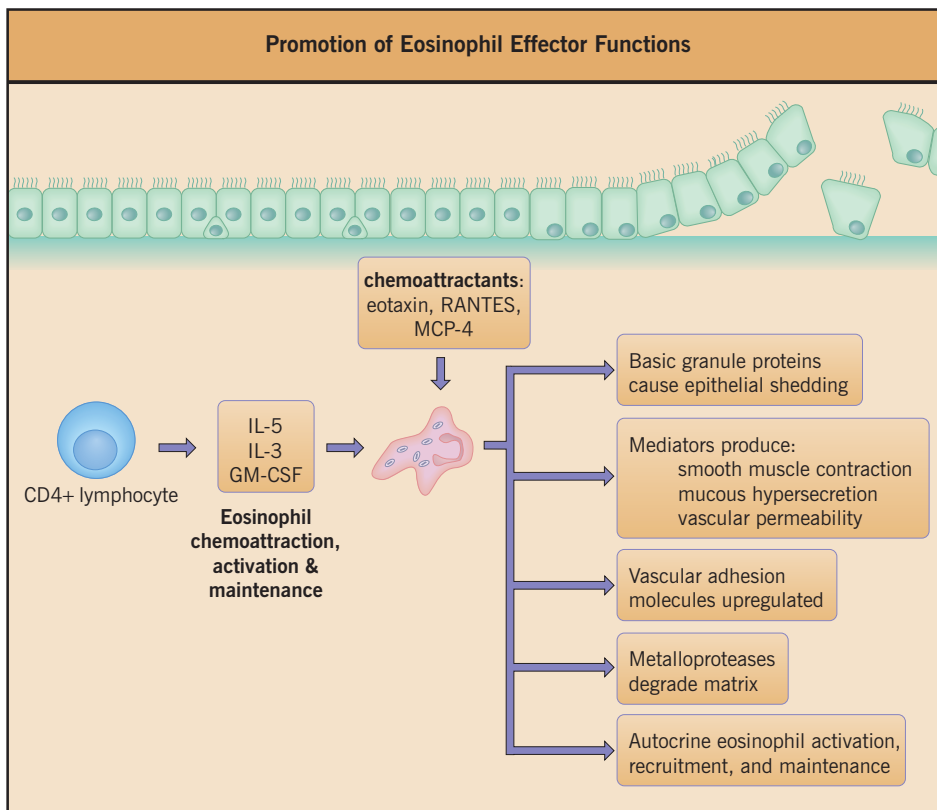 Promotion of Eosinophil Effector Functions
chemoattractants:
eotaxin, RANTES,
MCP-4
CD4+ lymphocyte
IL-5
IL-3
GM-CSF
Eosinophil
chemoattraction,
activation &
maintenance
Basic granule proteins
cause epithelial shedding
Mediators produce:
smooth muscle contraction
mucous hypersecretion
vascular permeability
Vascular adhesion
molecules upregulated
Metalloproteases
degrade matrix
Autocrine eosinophil activation,
recruitment, and maintenance